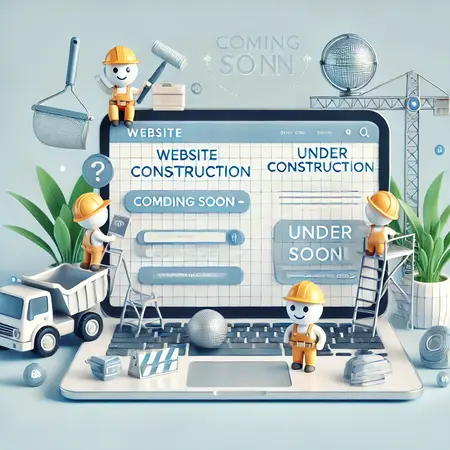 COMING
SONN
WEBSITE
WEBSITE
CONSTRUCTION
UNDER
CONSTRUCTION
COMDING SOON -
UNDER
SOON
?